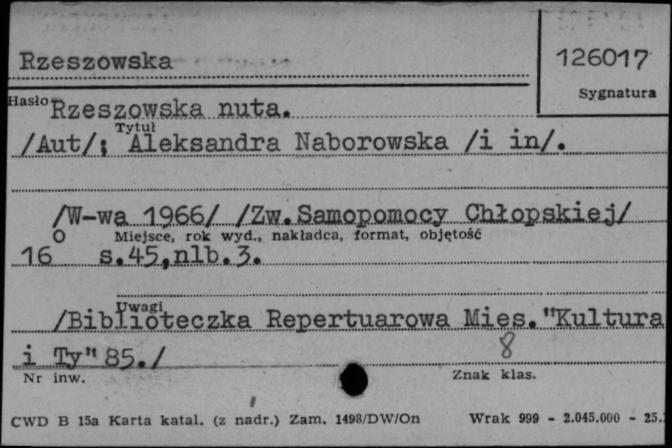 Rzeszowska
126017
Sygnatura
Hasło
Rzeszowska nuta.
Tytuł
/Aut/: Aleksandra Naborowska /i in/.
/W-wa 1966/ /Zw.Samopomocy Chłopskiej/
Miejsce, rok wyd., nakładca, format, objętość
16° s.45,nlb.3.
Uwagi
/Biblioteczka Repertuarowa Mies."Kultura
i Ty" 85./
8
Nr inw.
Znak klas.
CWD B 15a Karta katal. (z nadr.) Zam. 1498/DW/On Wrak 999 - 2.045.000 - 25.